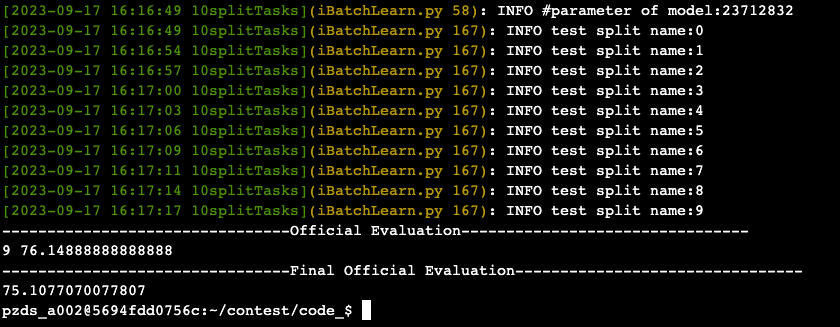 [2023-09-17 16:16:49 10splitTasks](iBatchLearn.py 58): INFO #parameter of model:23712832
[2023-09-17 16:16:49 10splitTasks](iBatchLearn.py 167): INFO test split name:0
[2023-09-17 16:16:54 10splitTasks](iBatchLearn.py 167): INFO test split name:1
[2023-09-17 16:16:57 10splitTasks](iBatchLearn.py 167): INFO test split name:2
[2023-09-17 16:17:00 10splitTasks](iBatchLearn.py 167): INFO test split name:3
[2023-09-17 16:17:03 10splitTasks](iBatchLearn.py 167): INFO test split name:4
[2023-09-17 16:17:06 10splitTasks](iBatchLearn.py 167): INFO test split name:5
[2023-09-17 16:17:09 10splitTasks](iBatchLearn.py 167): INFO test split name:6
[2023-09-17 16:17:11 10splitTasks](iBatchLearn.py 167): INFO test split name:7
[2023-09-17 16:17:14 10splitTasks](iBatchLearn.py 167): INFO test split name:8
[2023-09-17 16:17:17 10splitTasks](iBatchLearn.py 167): INFO test split name:9
--------------------------------Official Evaluation--------------------------------
9 76.14888888888888
--------------------------------Final Official Evaluation--------------------------------
75.1077070077807
pzds_a002@5694fdd0756c:~/contest/code_$